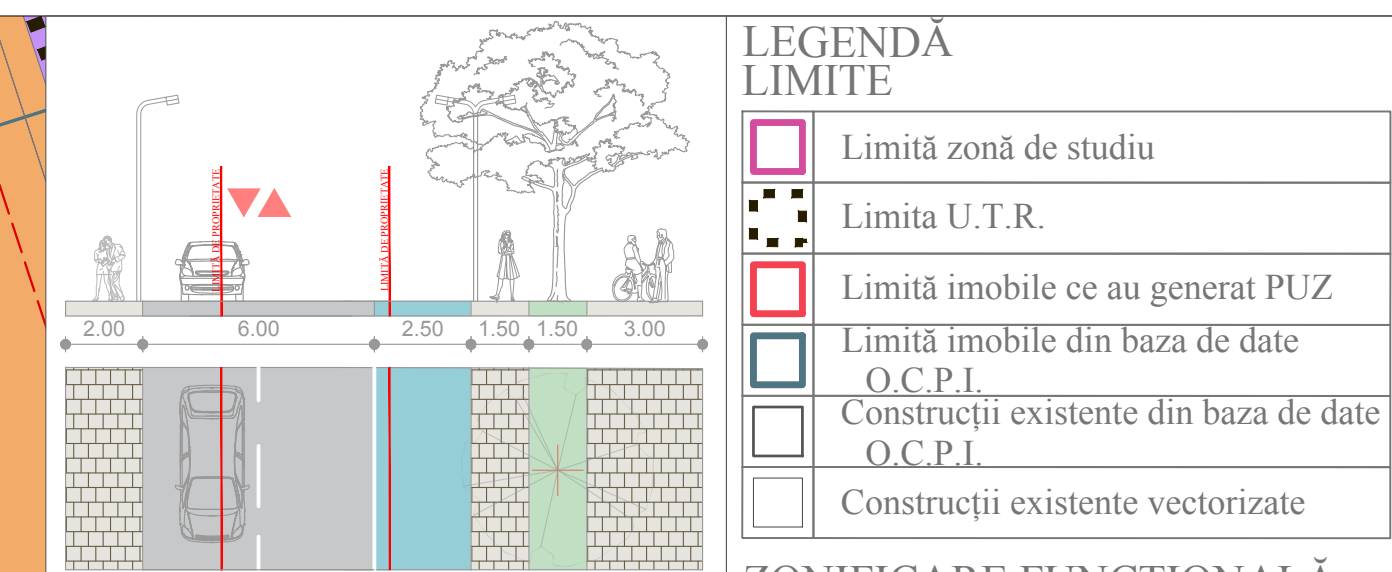 LIMITĂ DE PROPRIETATE
LIMITĂ DE PROPRIETATE
2.00 6.00 2.50 1.50 1.50 3.00
LEGENDĂ
LIMITE
Limită zonă de studiu
Limita U.T.R.
Limită imobile ce au generat PUZ
Limită imobile din baza de date
O.C.P.I.
Construcții existente din baza de date
O.C.P.I.
Construcții existente vectorizate
ZONIFICARE FUNCȚIONALĂ